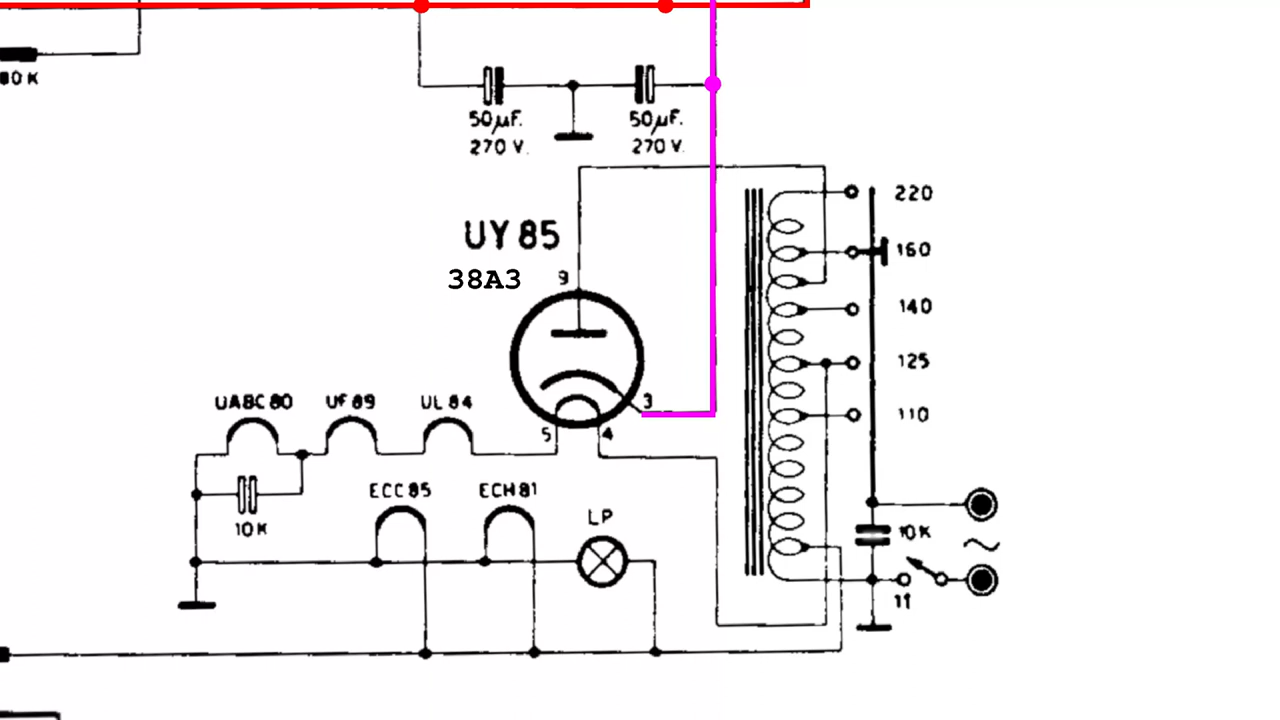 80K
50µF.
270 V.
50µF.
270 V.
UY85
38A3
9
3
5
4
220
160
140
125
110
UABC80
UF89
UL84
10K
ECC85
ECH81
LP
10K
~
11